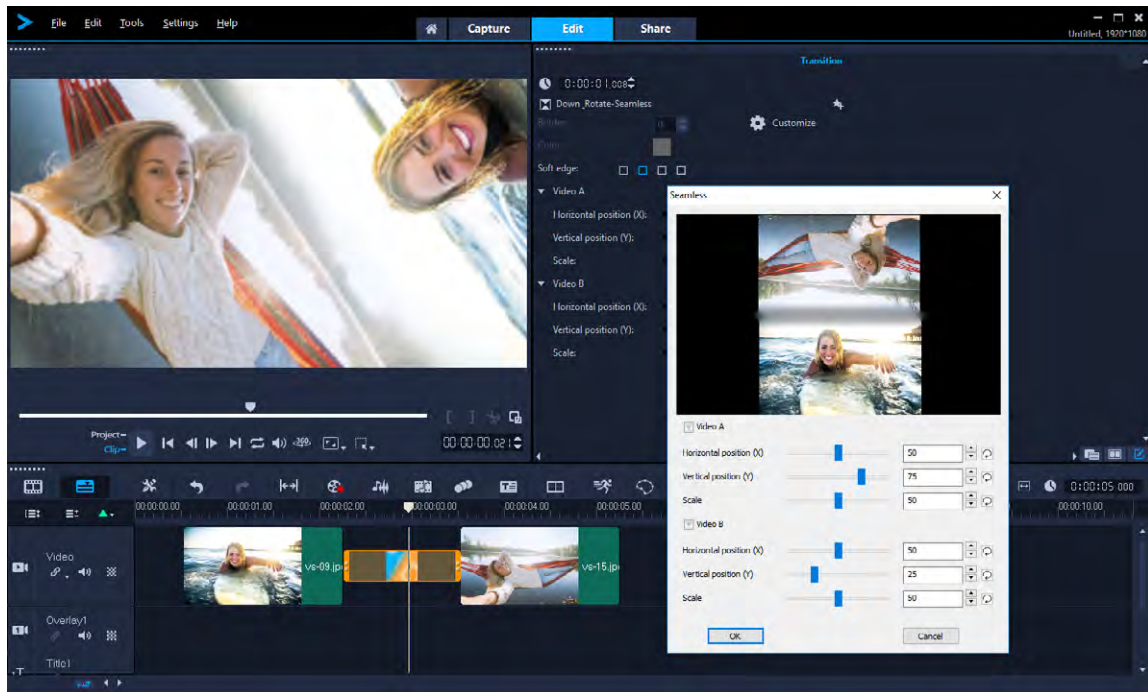 File Edit Tools Settings Help
Capture Edit Share
Untitled, 1920*1080
Transition
0:00:01.008
Down_Rotate-Seamless
Border:
Color:
Customize
Soft edge:
Video A
Horizontal position (X):
Vertical position (Y):
Scale:
Video B
Horizontal position (X):
Vertical position (Y):
Scale:
Seamless
Video A
Horizontal position (X) 50
Vertical position (Y) 75
Scale 50
Video B
Horizontal position (X) 50
Vertical position (Y) 25
Scale 50
OK Cancel
Project
Clip
00:00:00.021
0:00:05.000
00:00:00.00 00:00:01.00 00:00:02.00 00:00:03.00 00:00:04.00 00:00:05.00 00:00:10.00
Video
vs-09.jp
vs-15.jp
Overlay1
Title1